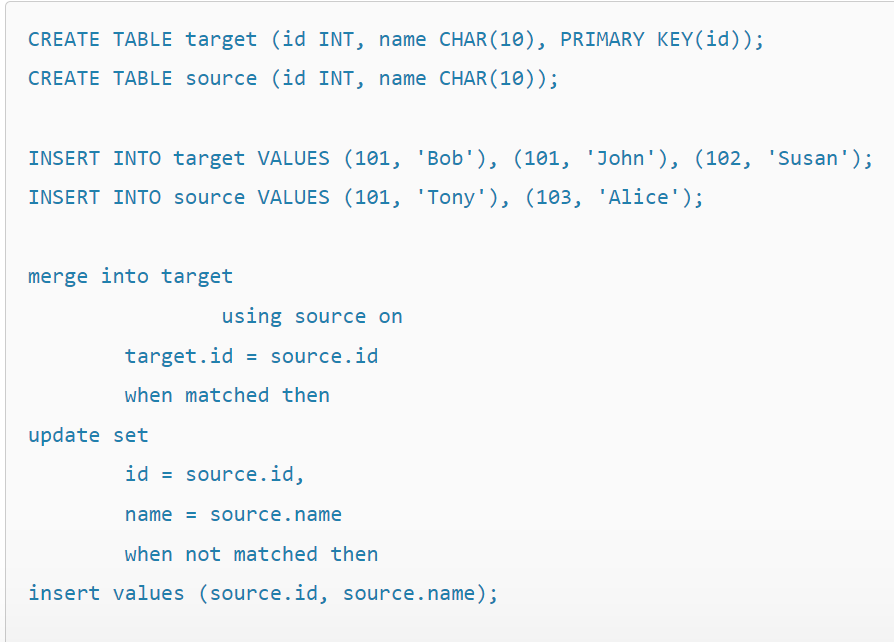 CREATE TABLE target (id INT, name CHAR(10), PRIMARY KEY(id));
CREATE TABLE source (id INT, name CHAR(10));
INSERT INTO target VALUES (101, 'Bob'), (101, 'John'), (102, 'Susan');
INSERT INTO source VALUES (101, 'Tony'), (103, 'Alice');
merge into target
using source on
target.id = source.id
when matched then
update set
id = source.id,
name = source.name
when not matched then
insert values (source.id, source.name);